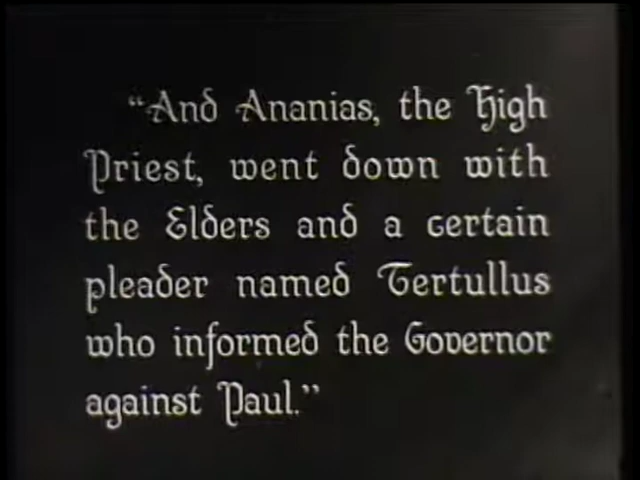 “And Ananias, the High
Priest, went down with
the Elders and a certain
pleader named Tertullus
who informed the Governor
against Paul.”